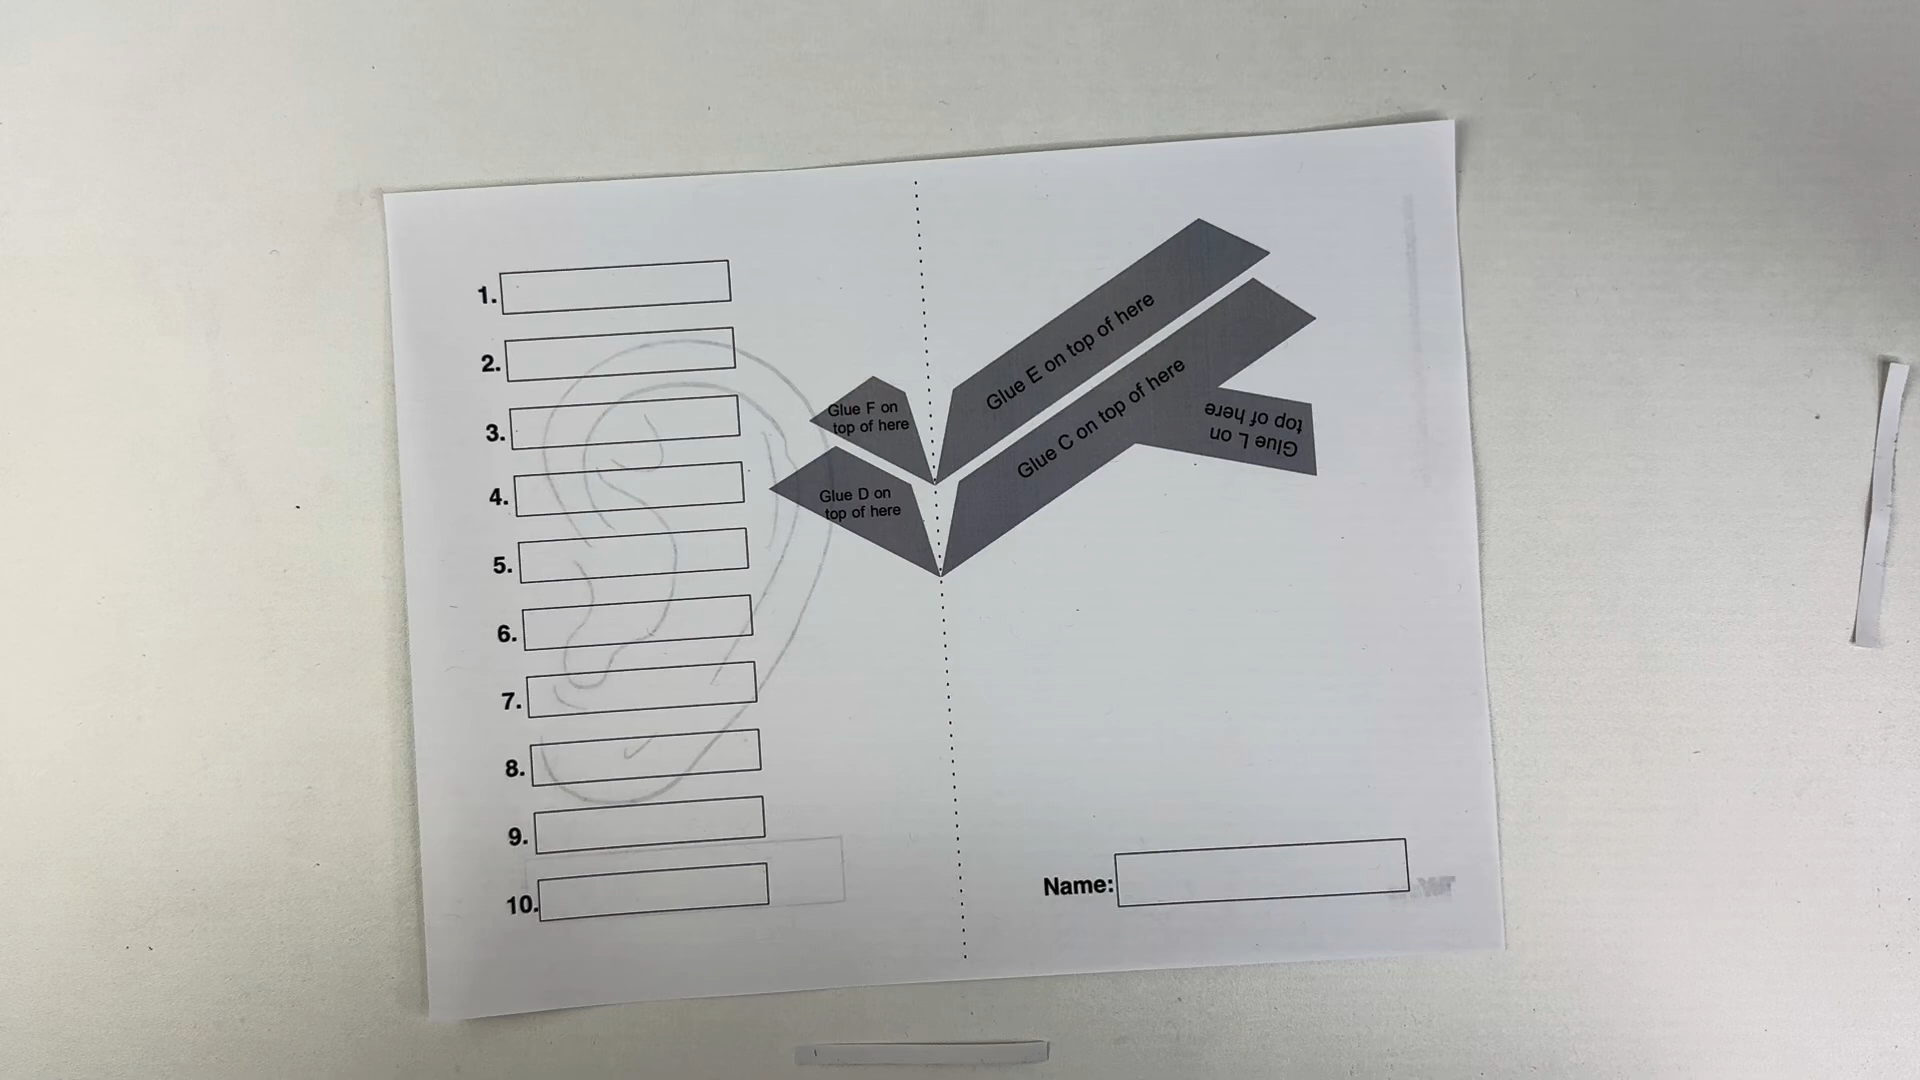 1.
2.
3.
4.
5.
6.
7.
8.
9.
10.
Glue F on
top of here
Glue D on
top of here
Glue E on top of here
Glue C on top of here
Glue L on
top of here
Name: